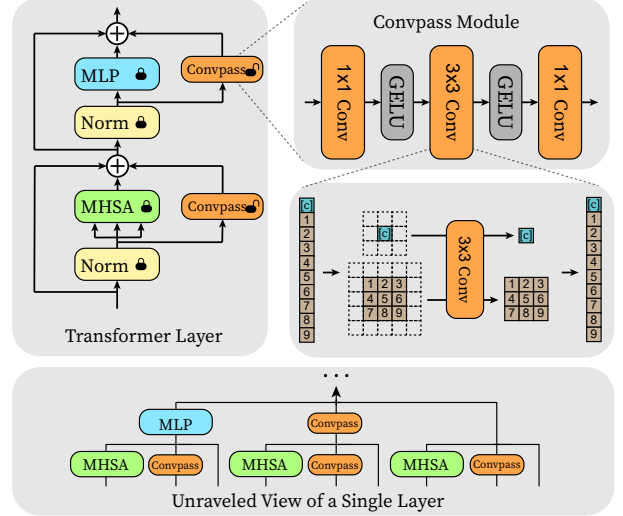 Convpass Module
MLP
Convpass
Norm
MHSA
Convpass
Norm
Transformer Layer
1x1 Conv
GELU
3x3 Conv
GELU
1x1 Conv
[c]
1
2
3
4
5
6
7
8
9
[c]
1 2 3
4 5 6
7 8 9
3x3 Conv
[c]
1 2 3
4 5 6
7 8 9
[c]
1
2
3
4
5
6
7
8
9
...
MLP
Convpass
MHSA
Convpass
MHSA
Convpass
MHSA
Convpass
Unraveled View of a Single Layer